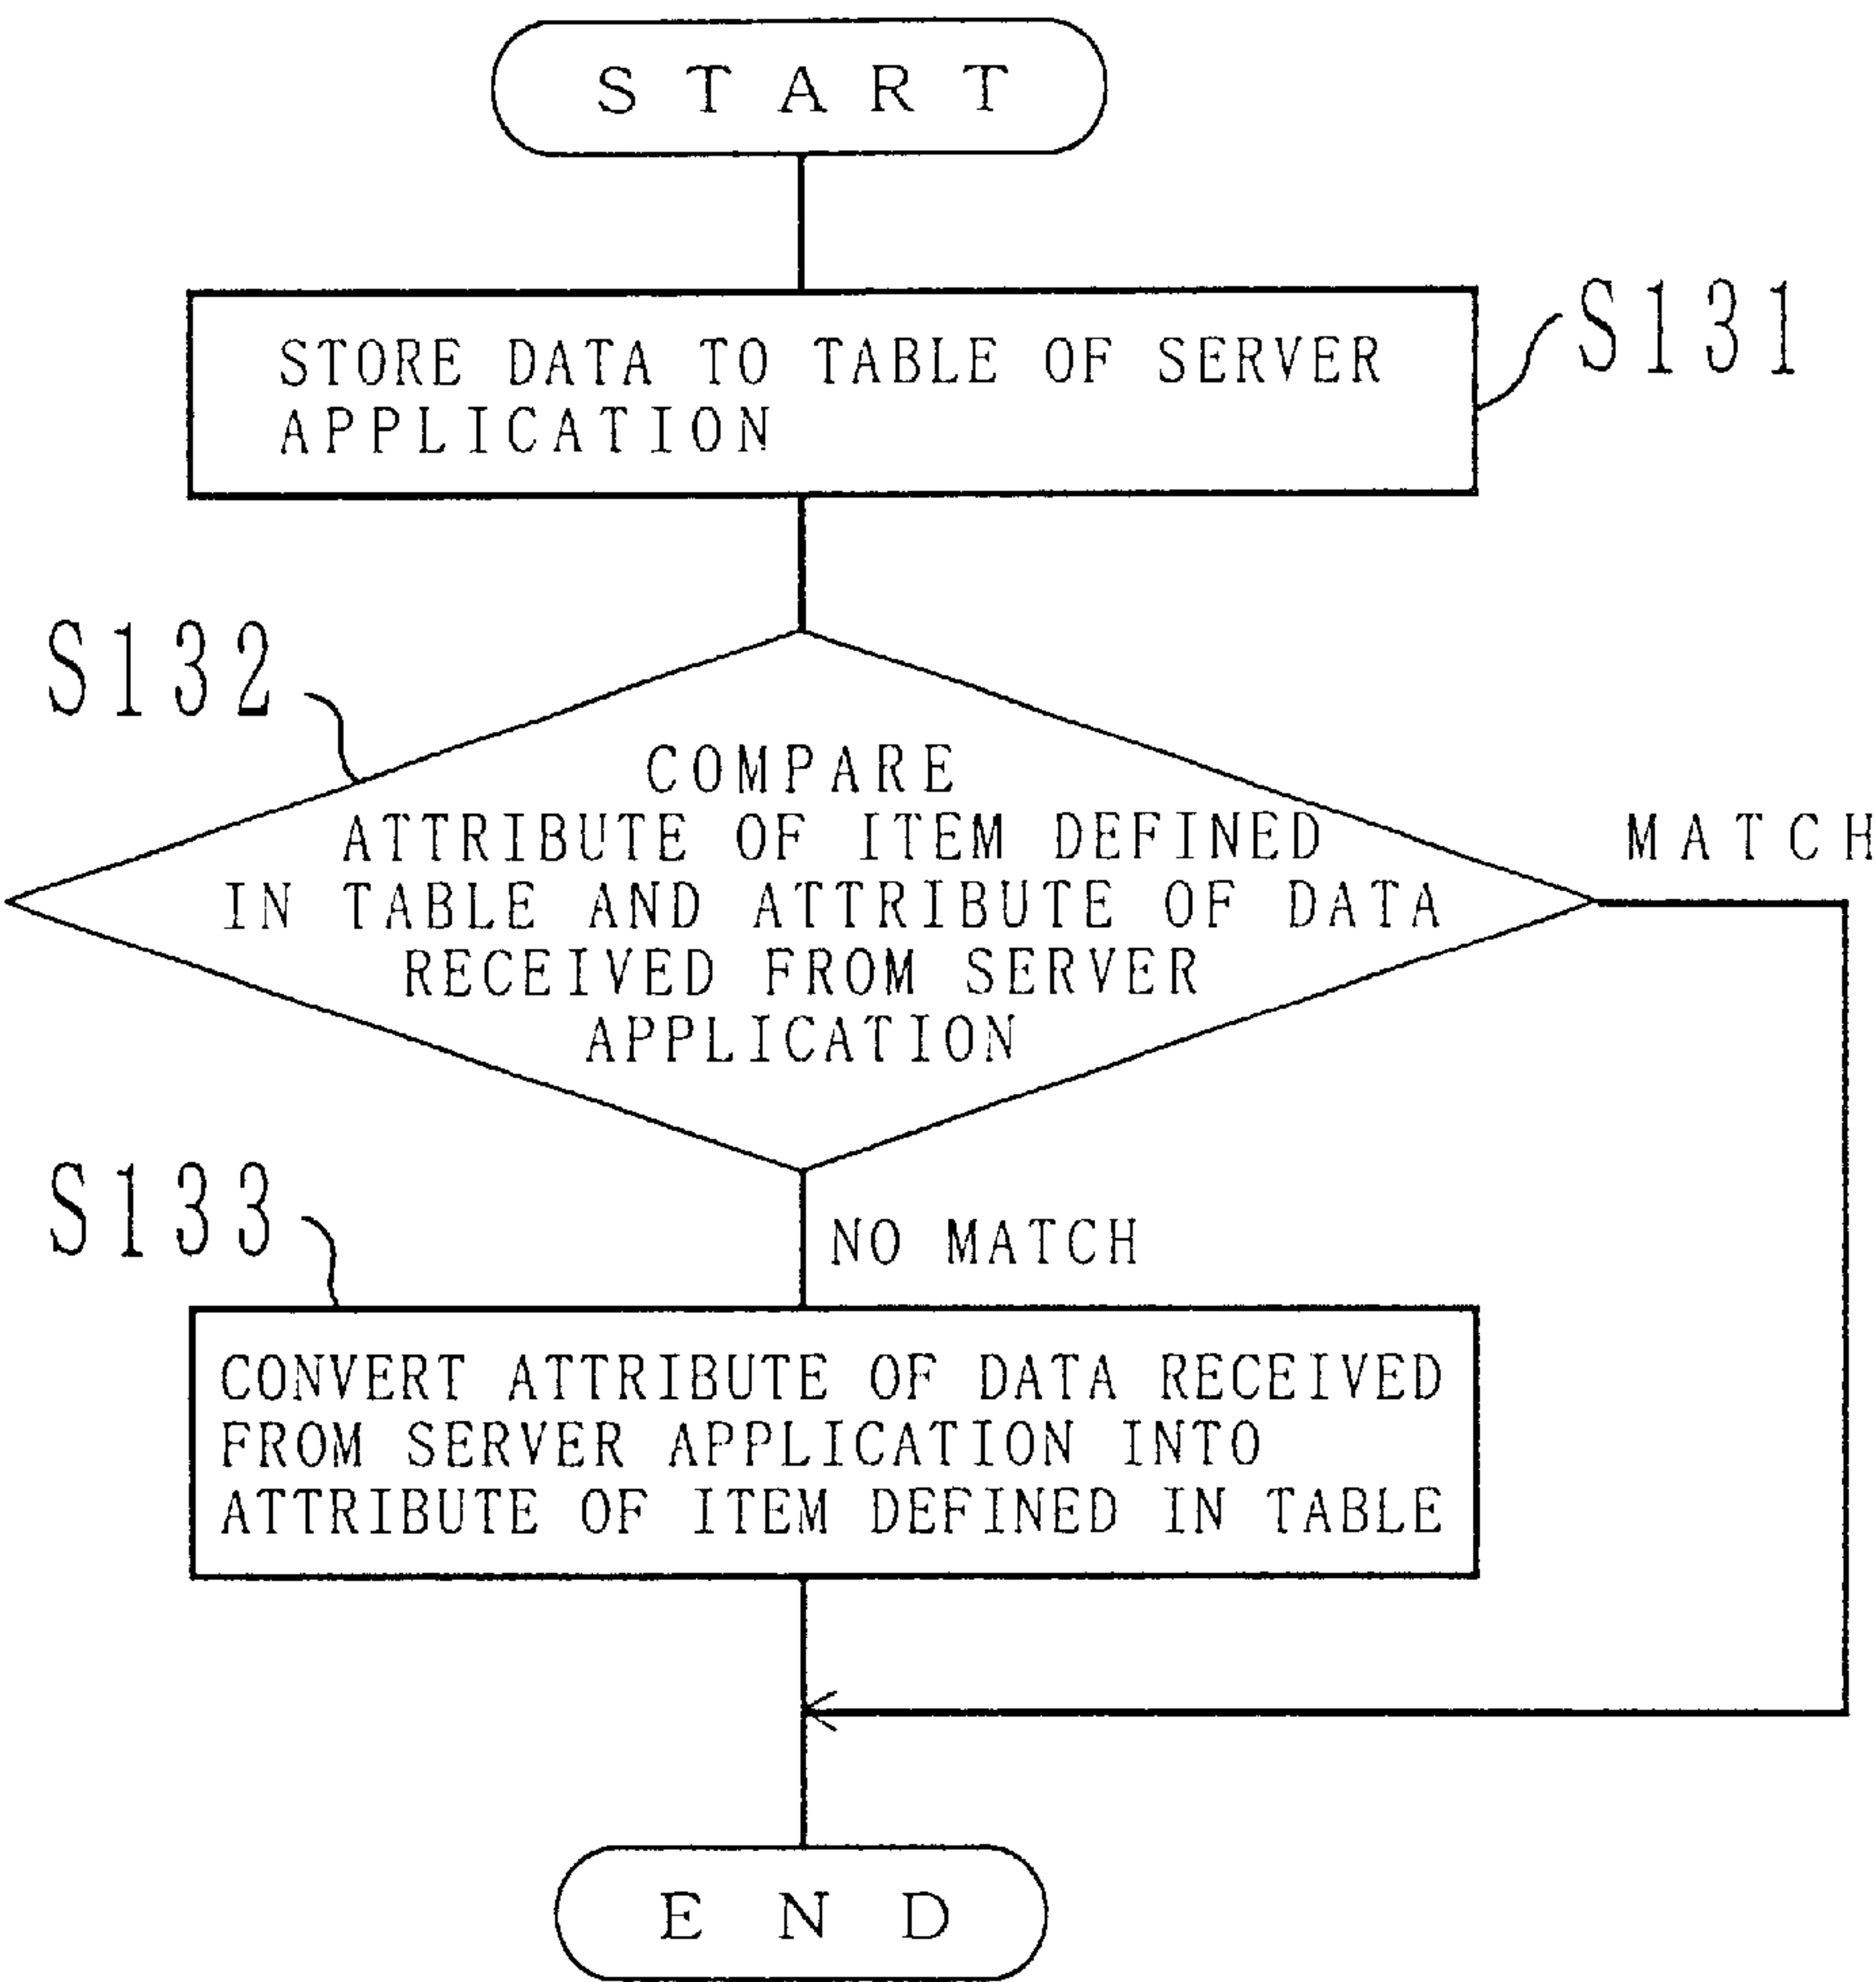 START
STORE DATA TO TABLE OF SERVER
APPLICATION
S131
S132
COMPARE
ATTRIBUTE OF ITEM DEFINED
IN TABLE AND ATTRIBUTE OF DATA
RECEIVED FROM SERVER
APPLICATION
MATCH
S133
NO MATCH
CONVERT ATTRIBUTE OF DATA RECEIVED
FROM SERVER APPLICATION INTO
ATTRIBUTE OF ITEM DEFINED IN TABLE
END